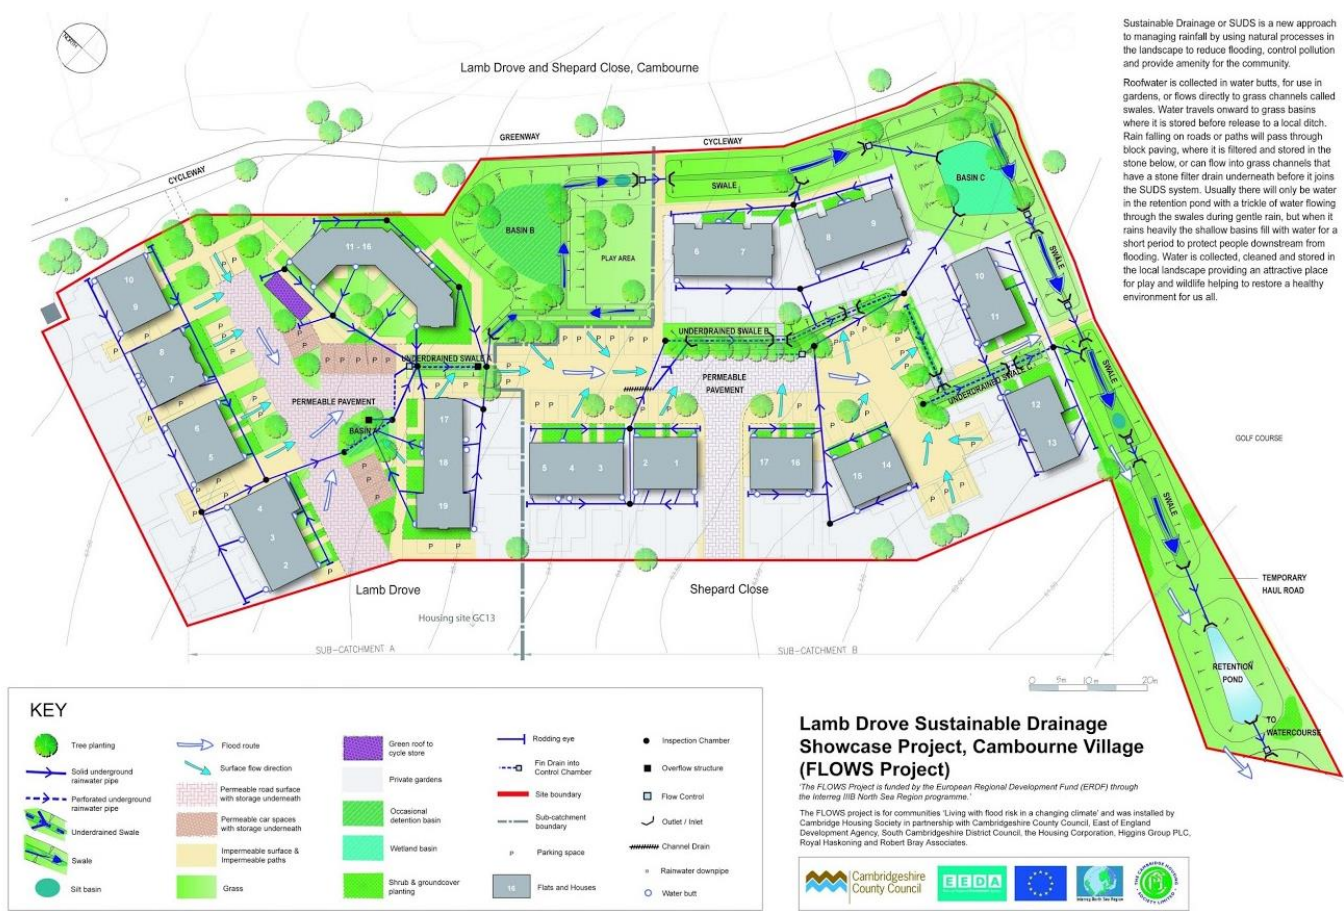 NORTH
Lamb Drove and Shepard Close, Cambourne
Sustainable Drainage or SUDS is a new approach
to managing rainfall by using natural processes in
the landscape to reduce flooding, control pollution
and provide amenity for the community.
Roofwater is collected in water butts, for use in
gardens, or flows directly to grass channels called
swales. Water travels onward to grass basins
where it is stored before release to a local ditch.
Rain falling on roads or paths will pass through
block paving, where it is filtered and stored in the
stone below, or can flow into grass channels that
have a stone filter drain underneath before it joins
the SUDS system. Usually there will only be water
in the retention pond with a trickle of water flowing
through the swales during gentle rain, but when it
rains heavily the shallow basins fill with water for a
short period to protect people downstream from
flooding. Water is collected, cleaned and stored in
the local landscape providing an attractive place
for play and wildlife helping to restore a healthy
environment for us all.
GREENWAY
CYCLEWAY
CYCLEWAY
SWALE
BASIN C
BASIN B
PLAY AREA
11 - 16
10
9
8
7
6
5
4
3
2
6
7
8
9
10
11
SWALE
UNDERDRAINED SWALE B
UNDERDRAINED SWALE A
UNDERDRAINED SWALE C
SWALE
PERMEABLE PAVEMENT
PERMEABLE
PAVEMENT
BASIN A
17
18
19
5 4 3
2 1
17 16
15 14
12
13
GOLF COURSE
SWALE
TEMPORARY
HAUL ROAD
RETENTION
POND
TO
WATERCOURSE
Lamb Drove
Shepard Close
Housing site GC13
SUB-CATCHMENT A
SUB-CATCHMENT B
0 5m 10m 20m
KEY
Tree planting
Solid underground
rainwater pipe
Perforated underground
rainwater pipe
Underdrained Swale
Swale
Silt basin
Flood route
Surface flow direction
Permeable road surface
with storage underneath
Permeable car spaces
with storage underneath
Impermeable surface &
Impermeable paths
Grass
Green roof to
cycle store
Private gardens
Occasional
detention basin
Wetland basin
Shrub & groundcover
planting
Rodding eye
Fin Drain into
Control Chamber
Site boundary
Sub-catchment
boundary
P
Parking space
16
Flats and Houses
Inspection Chamber
Overflow structure
Flow Control
Outlet / Inlet
Channel Drain
Rainwater downpipe
Water butt
Lamb Drove Sustainable Drainage
Showcase Project, Cambourne Village
(FLOWS Project)
'The FLOWS Project is funded by the European Regional Development Fund (ERDF) through
the Interreg IIIB North Sea Region programme.'
The FLOWS project is for communities 'Living with flood risk in a changing climate' and was installed by
Cambridge Housing Society in partnership with Cambridgeshire County Council, East of England
Development Agency, South Cambridgeshire District Council, the Housing Corporation, Higgins Group PLC,
Royal Haskoning and Robert Bray Associates.
Cambridgeshire
County Council
EEDA
Interreg North Sea Region
THE CAMBRIDGE HOUSING SOCIETY LIMITED